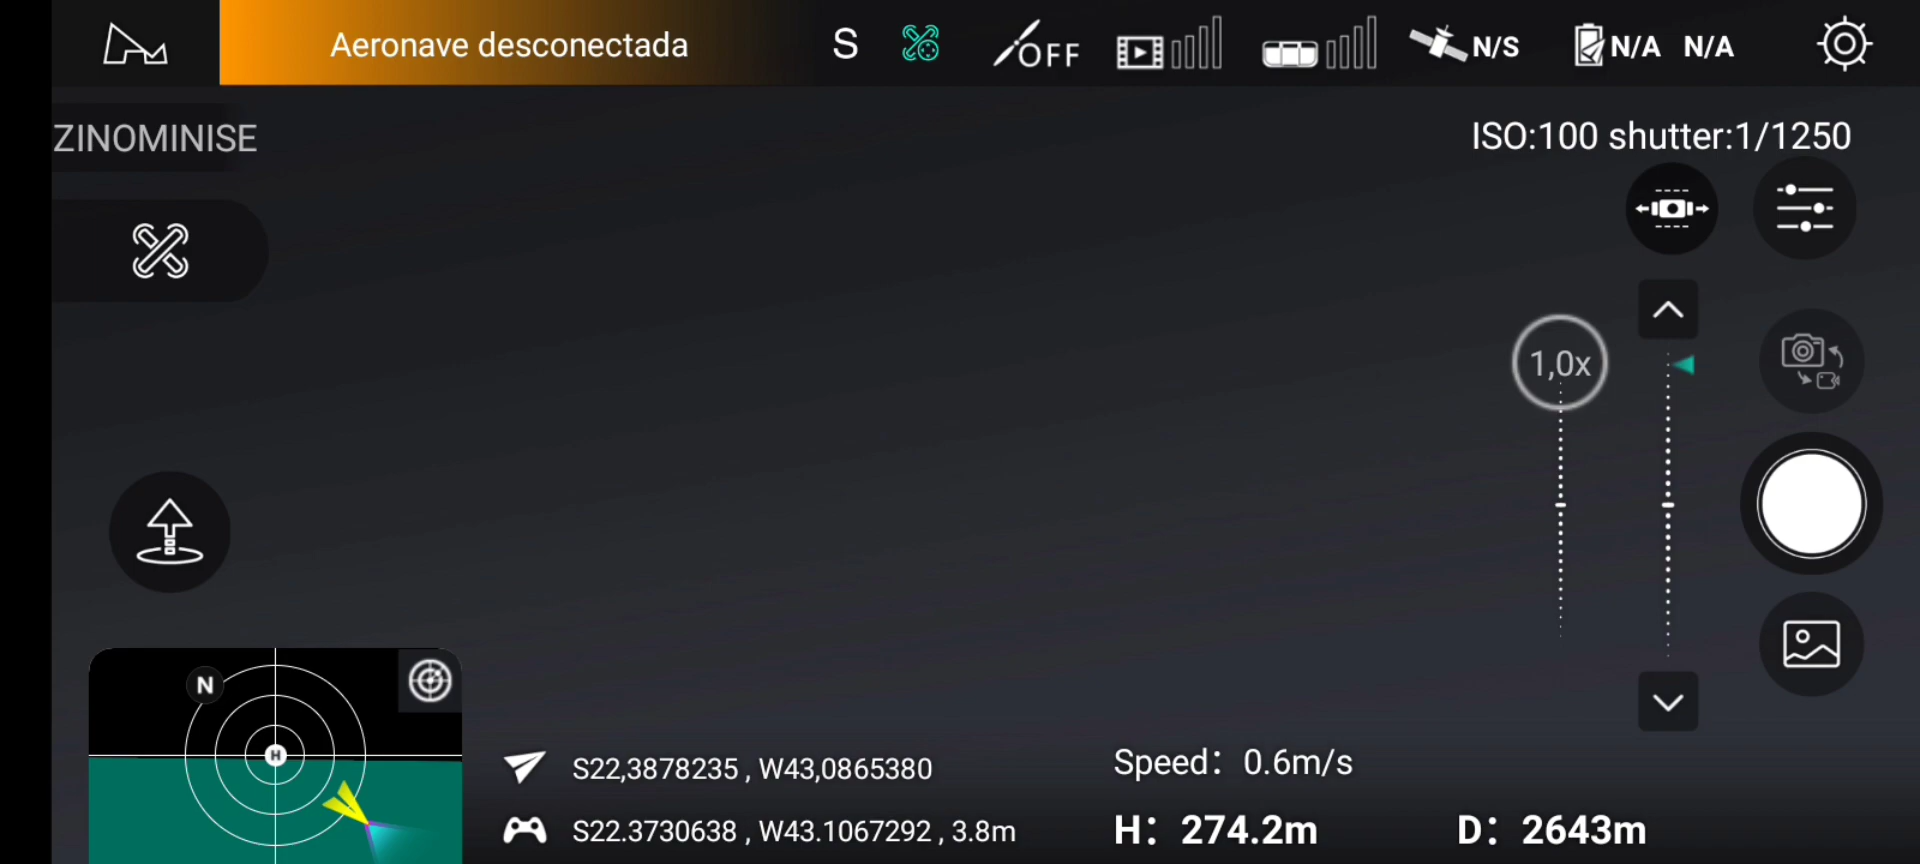 Aeronave desconectada S OFF N/S N/A N/A
ZINOMINISE
ISO:100 shutter:1/1250
1,0x
N
H
S22,3878235 , W43,0865380
Speed: 0.6m/s
S22.3730638 , W43.1067292 , 3.8m
H: 274.2m D: 2643m